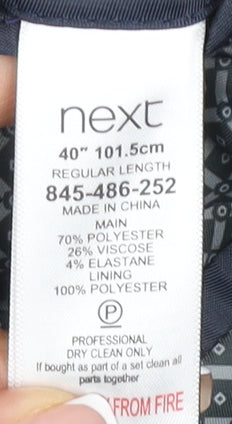 next
40" 101.5cm
REGULAR LENGTH
845-486-252
MADE IN CHINA
MAIN
70% POLYESTER
26% VISCOSE
4% ELASTANE
LINING
100% POLYESTER
P
PROFESSIONAL
DRY CLEAN ONLY
If bought as part of a set clean all
parts together
FROM FIRE